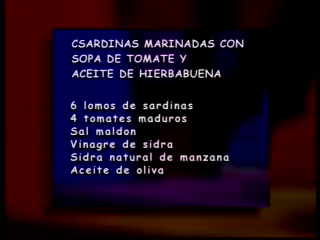 CSARDINAS MARINADAS CON
SOPA DE TOMATE Y
ACEITE DE HIERBABUENA
6 lomos de sardinas
4 tomates maduros
Sal maldon
Vinagre de sidra
Sidra natural de manzana
Aceite de oliva